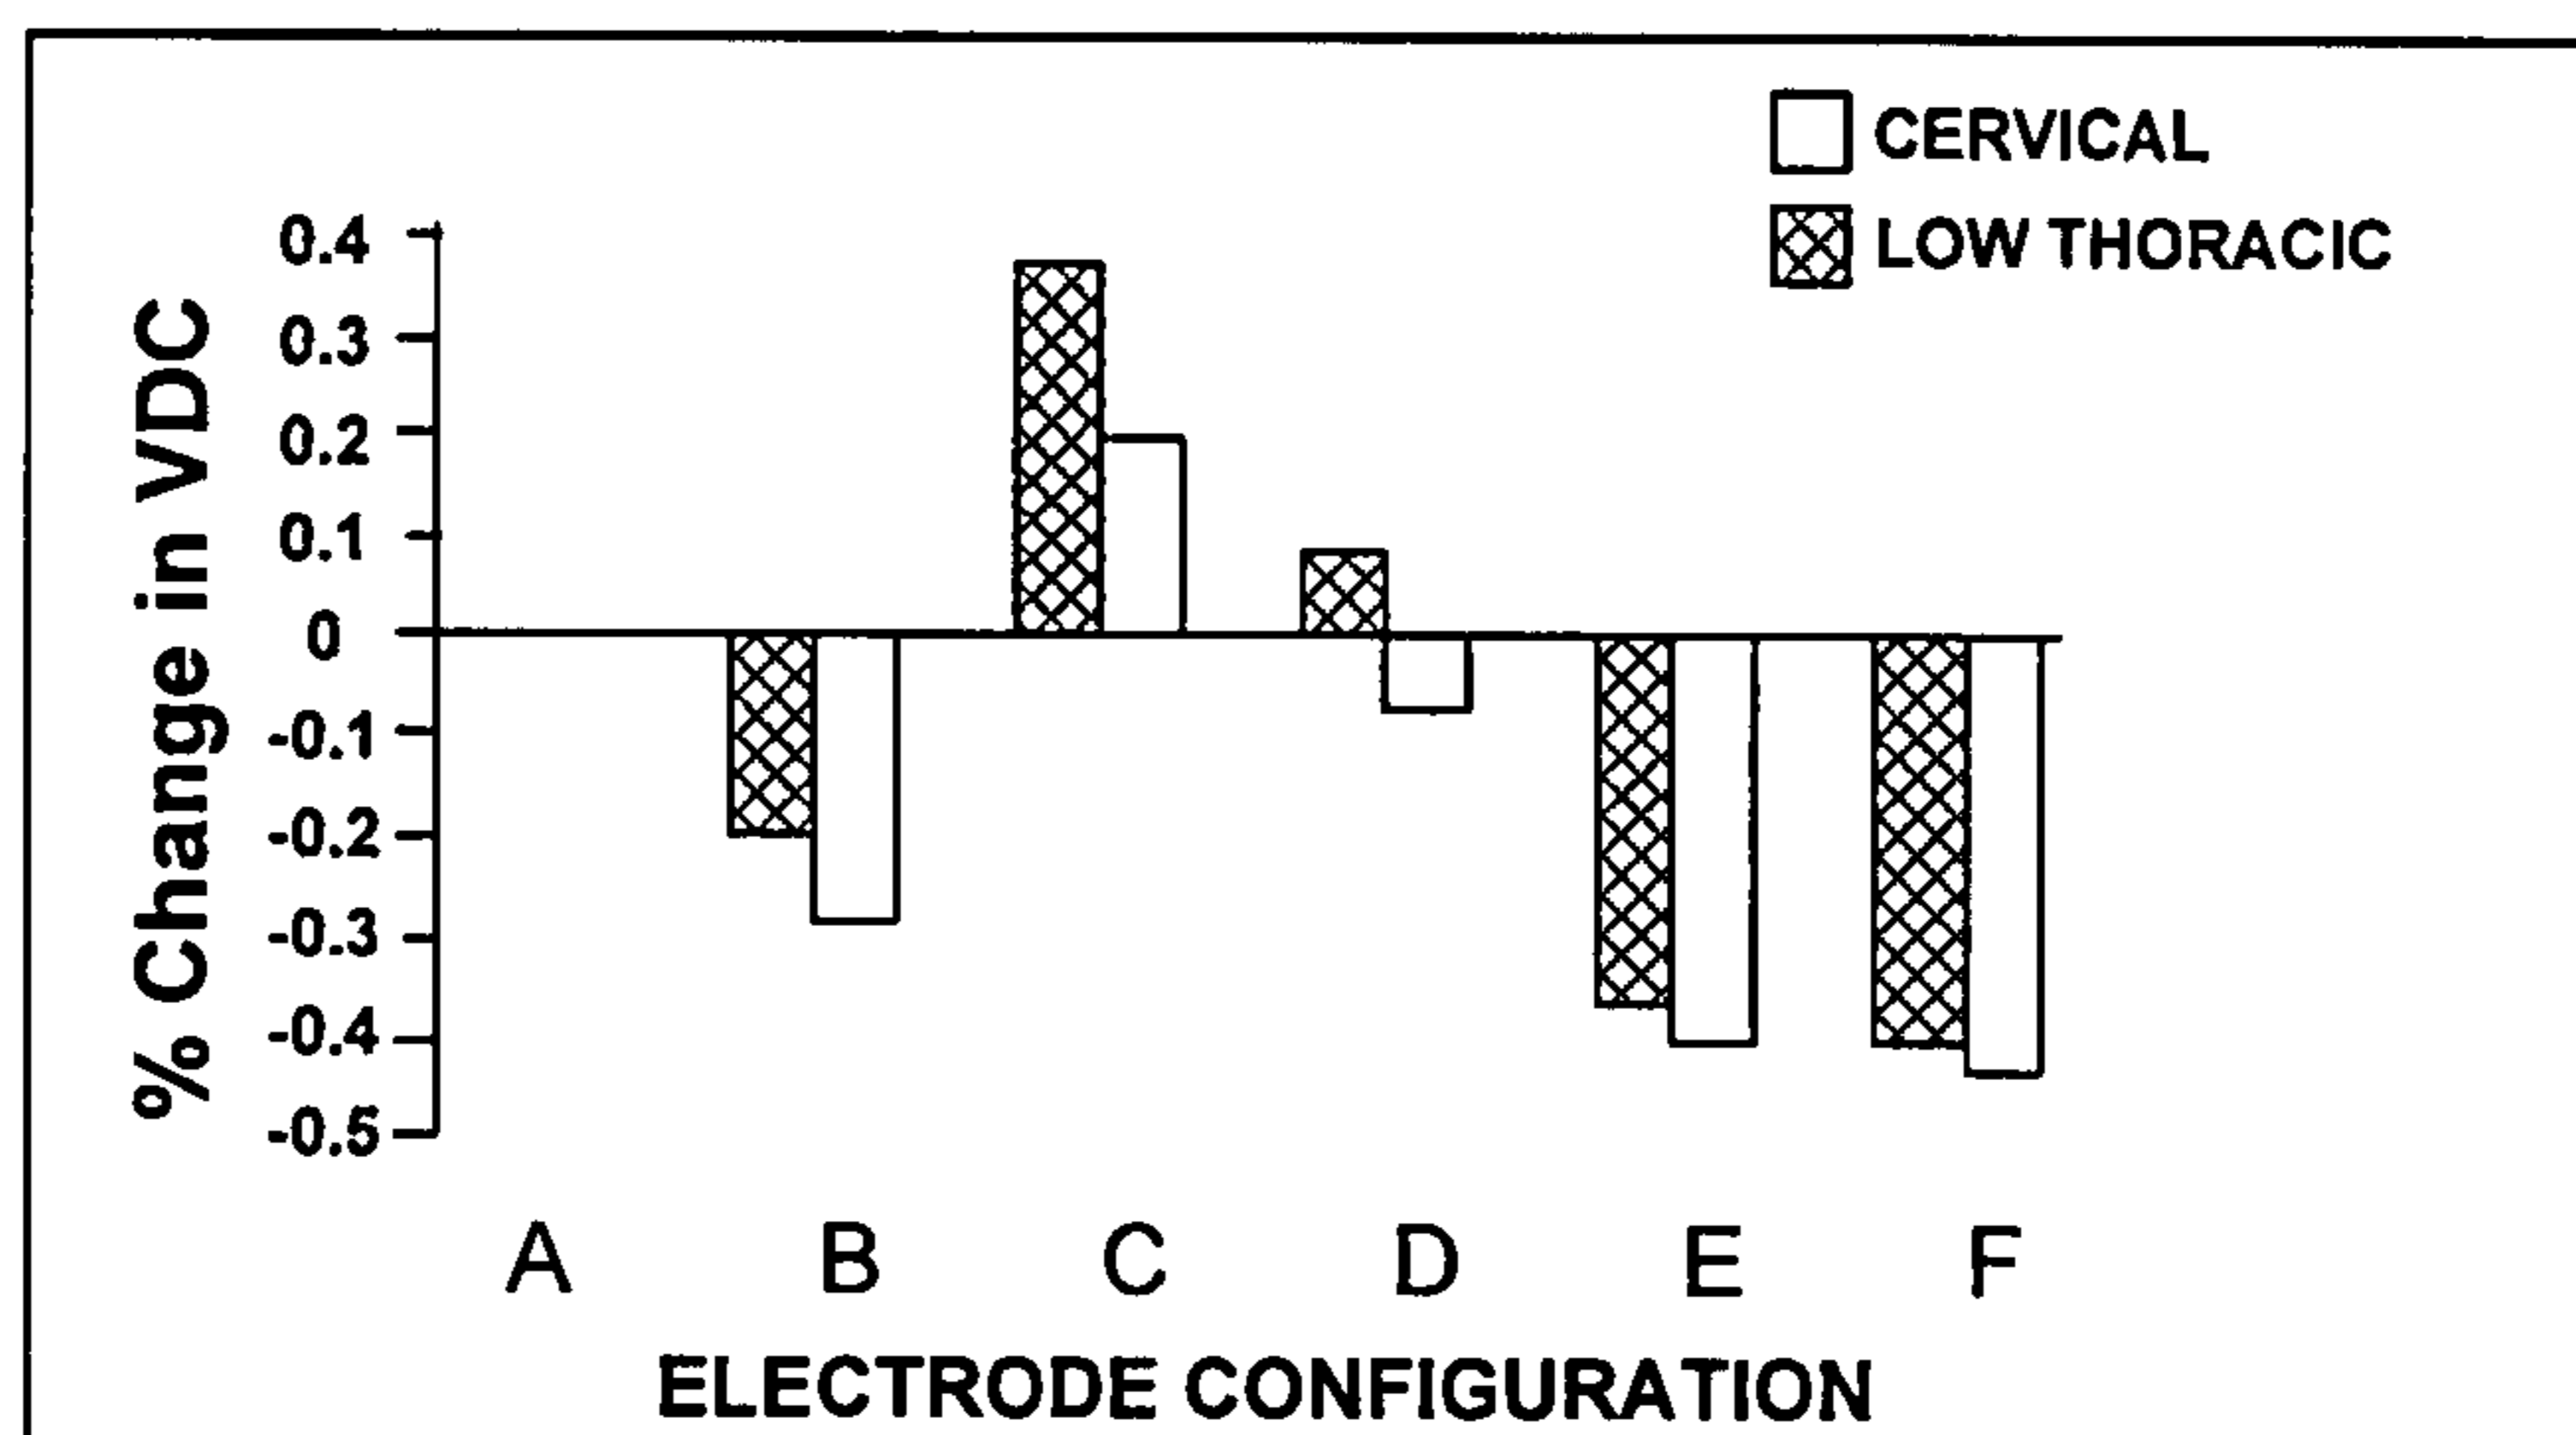 CERVICAL
LOW THORACIC
% Change in VDC
0.4
0.3
0.2
0.1
0
-0.1
-0.2
-0.3
-0.4
-0.5
A B C D E F
ELECTRODE CONFIGURATION